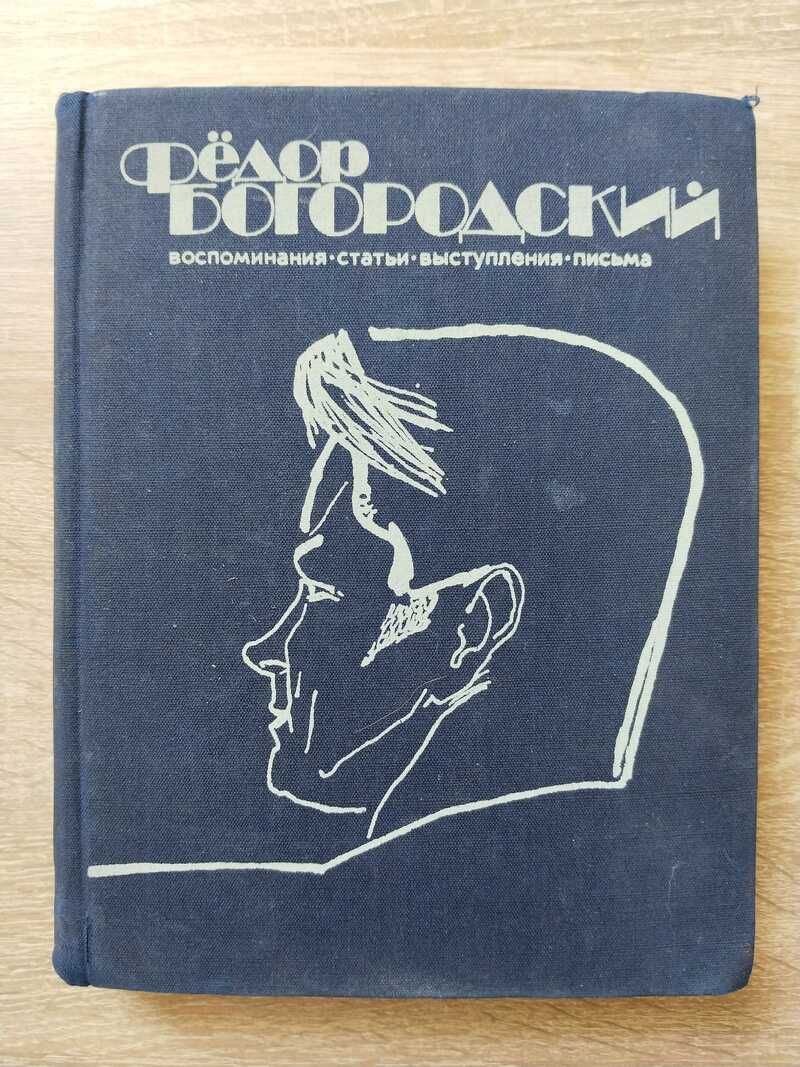 Фёдор
БОГОРОДСКИЙ
воспоминания·статьи·выступления·письма